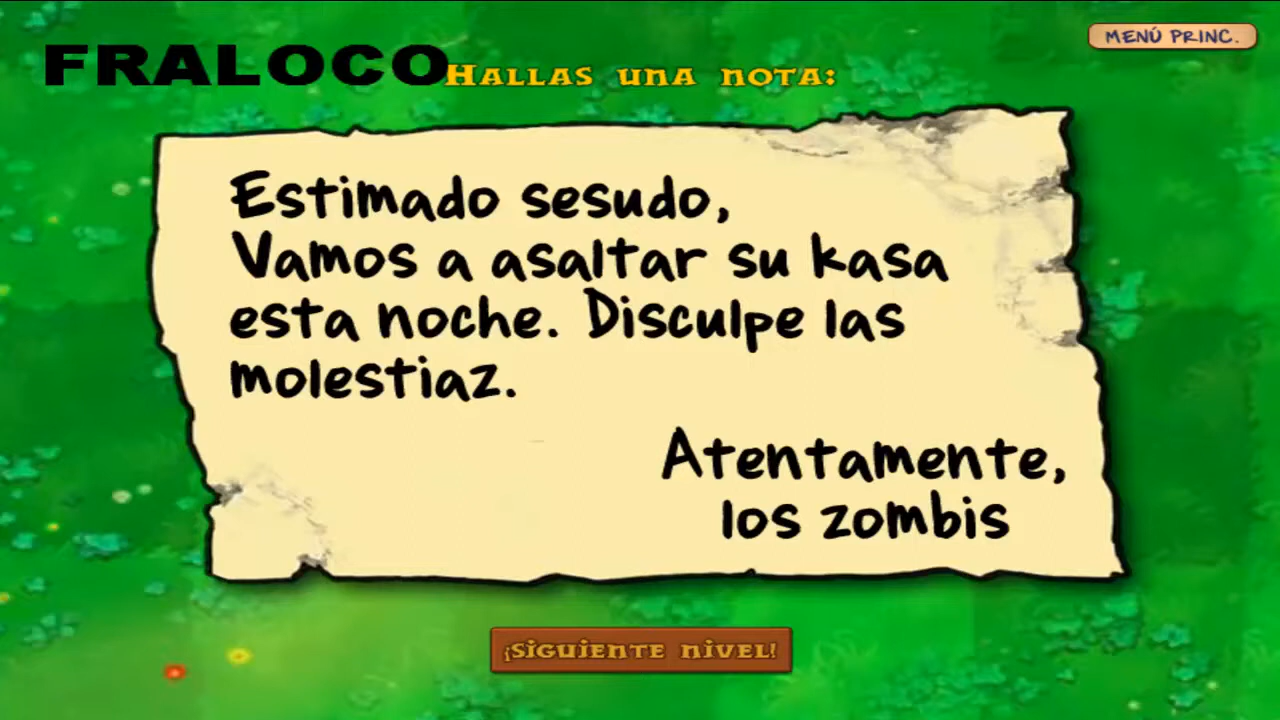 MENÚ PRINC.
FRALOCO
HALLAS UNA NOTA:
Estimado sesudo,
Vamos a asaltar su kasa
esta noche. Disculpe las
molestiaz.
Atentamente,
los zombis
¡SIGUIENTE NIVEL!